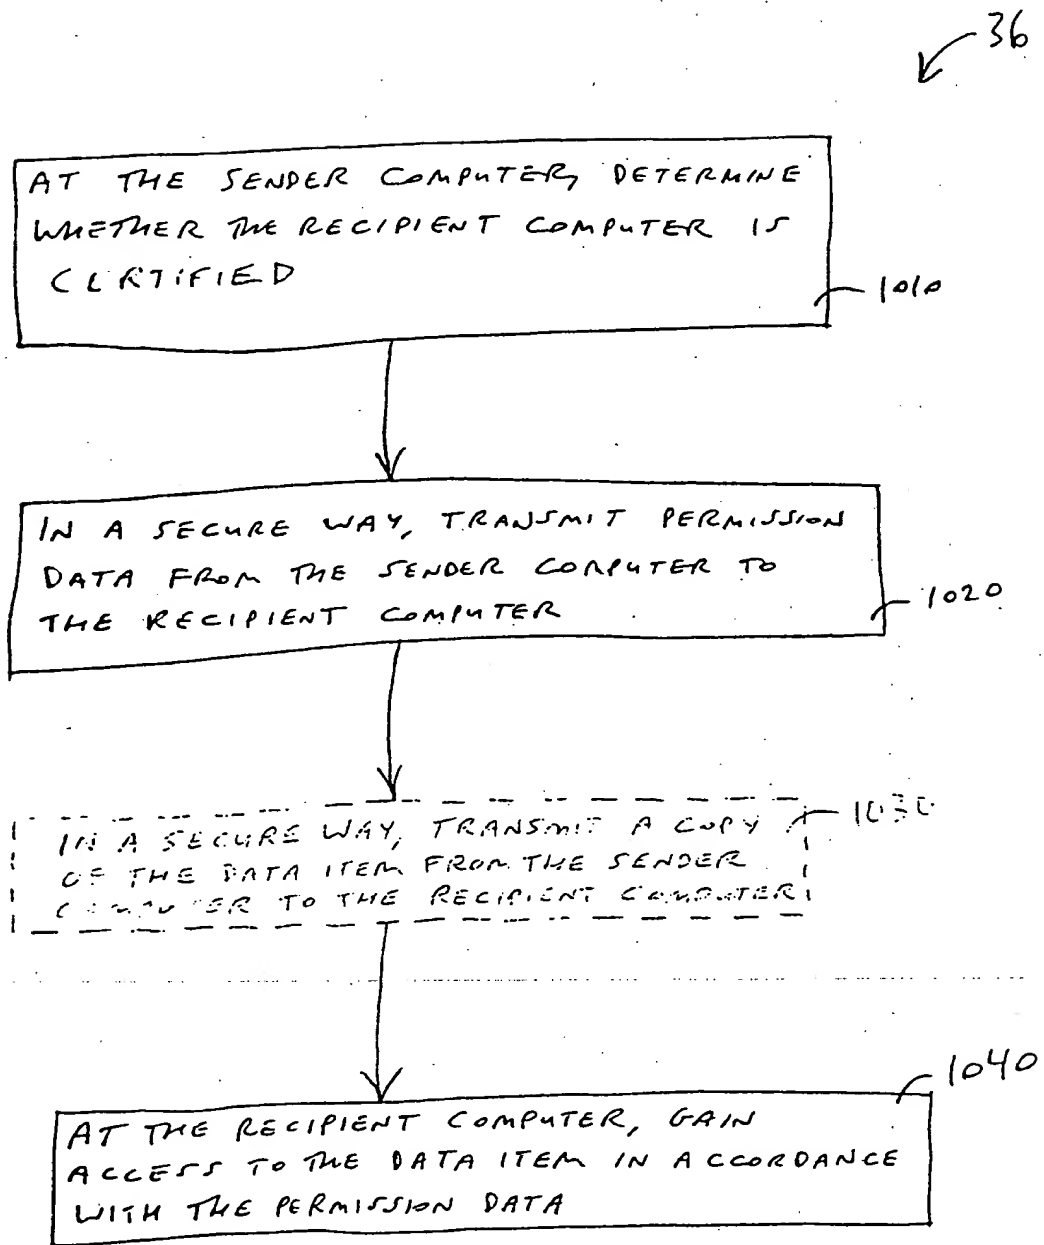 36
AT THE SENDER COMPUTER, DETERMINE
WHETHER THE RECIPIENT COMPUTER IS
CERTIFIED
1010
IN A SECURE WAY, TRANSMIT PERMISSION
DATA FROM THE SENDER COMPUTER TO
THE RECIPIENT COMPUTER
1020
IN A SECURE WAY, TRANSMIT A COPY
1030
OF THE DATA ITEM FROM THE SENDER
COMPUTER TO THE RECIPIENT COMPUTER
1040
AT THE RECIPIENT COMPUTER, GAIN
ACCESS TO THE DATA ITEM IN ACCORDANCE
WITH THE PERMISSION DATA